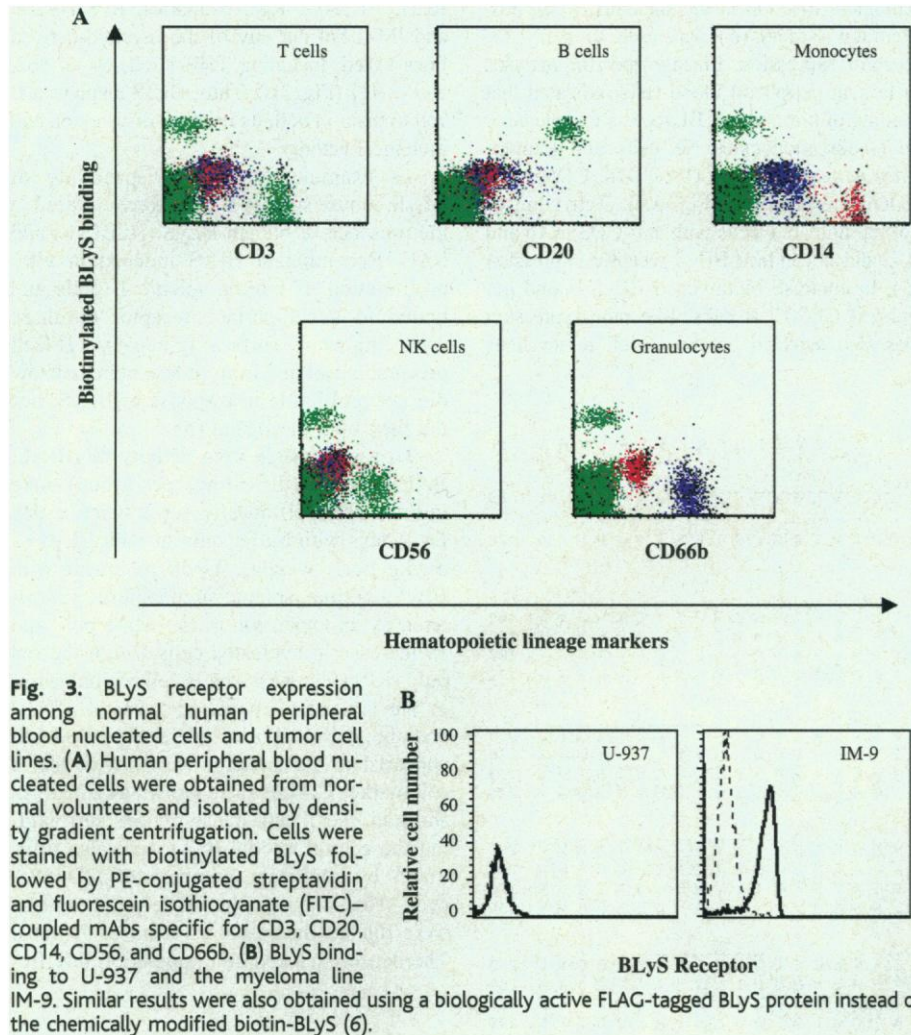 A
T cells
B cells
Monocytes
Biotinylated BLyS binding
CD3
CD20
CD14
NK cells
Granulocytes
CD56
CD66b
Hematopoietic lineage markers
Fig. 3. BLyS receptor expression
among normal human peripheral
blood nucleated cells and tumor cell
lines. (A) Human peripheral blood nu-
cleated cells were obtained from nor-
mal volunteers and isolated by densi-
ty gradient centrifugation. Cells were
stained with biotinylated BLyS fol-
lowed by PE-conjugated streptavidin
and fluorescein isothiocyanate (FITC)–
coupled mAbs specific for CD3, CD20,
CD14, CD56, and CD66b. (B) BLyS bind-
ing to U-937 and the myeloma line
IM-9. Similar results were also obtained using a biologically active FLAG-tagged BLyS protein instead o
the chemically modified biotin-BLyS (6).
B
Relative cell number
100
80
60
40
20
0
U-937
IM-9
BLyS Receptor